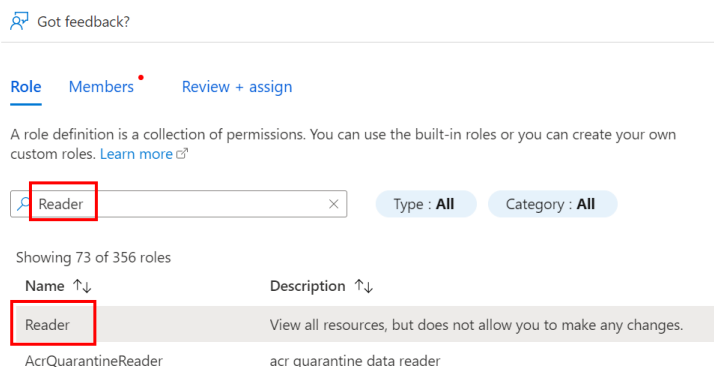 Got feedback?
Role Members Review + assign
A role definition is a collection of permissions. You can use the built-in roles or you can create your own
custom roles. Learn more
Reader Type : All Category : All
Showing 73 of 356 roles
Name ↑↓ Description ↑↓
Reader View all resources, but does not allow you to make any changes.
AcrQuarantineReader acr quarantine data reader